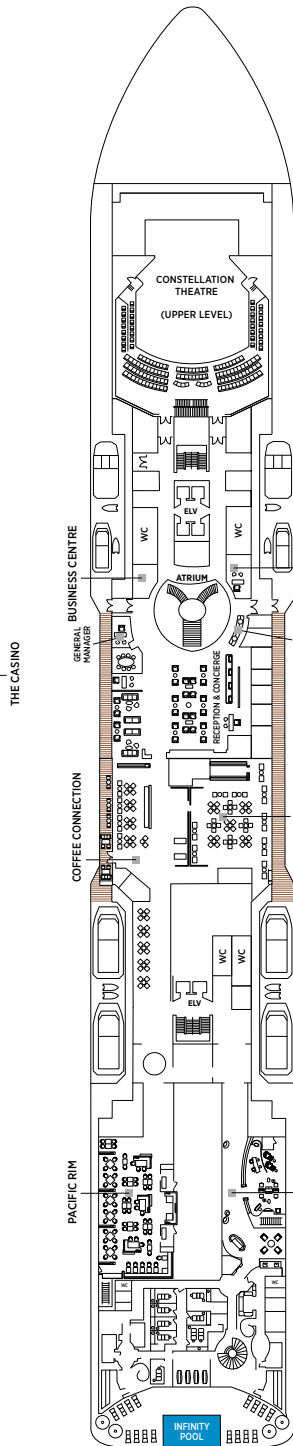 CONSTELLATION
THEATRE
(UPPER LEVEL)
ELV
WC
WC
BUSINESS CENTRE
ATRIUM
GENERAL
MANAGER
THE CASINO
RECEPTION & CONCIERGE
COFFEE CONNECTION
WC
WC
ELV
PACIFIC RIM
WC
WC
INFINITY
POOL